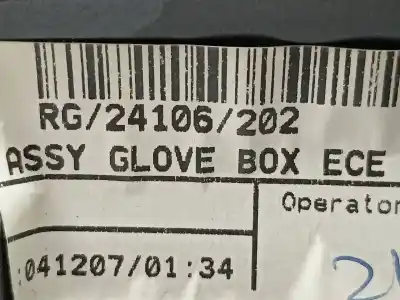 RG/24106/202
ASSY GLOVE BOX ECE
Operator
:041207/01:34